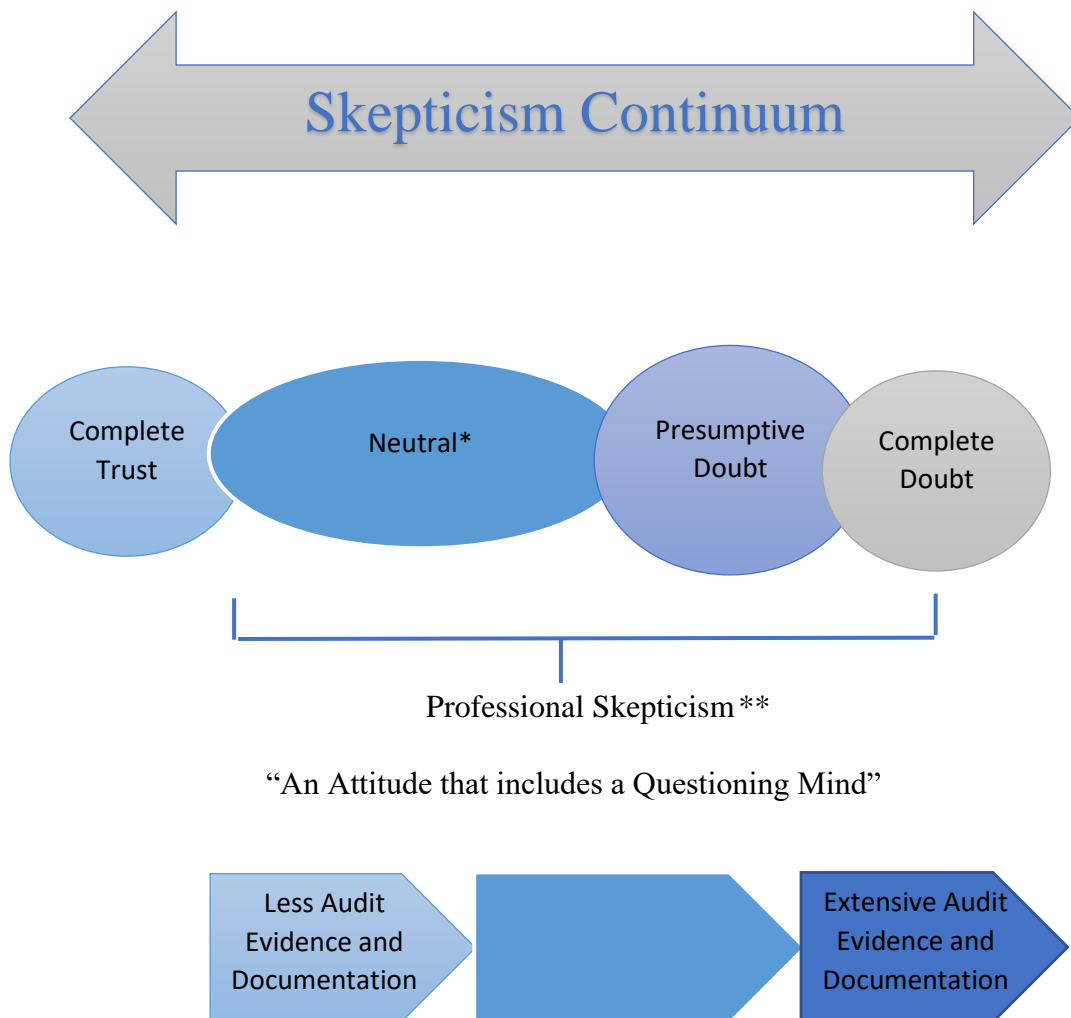 Skepticism Continuum
Complete
Trust
Neutral*
Presumptive
Doubt
Complete
Doubt
Professional Skepticism**
“An Attitude that includes a Questioning Mind”
Less Audit
Evidence and
Documentation
Extensive Audit
Evidence and
Documentation